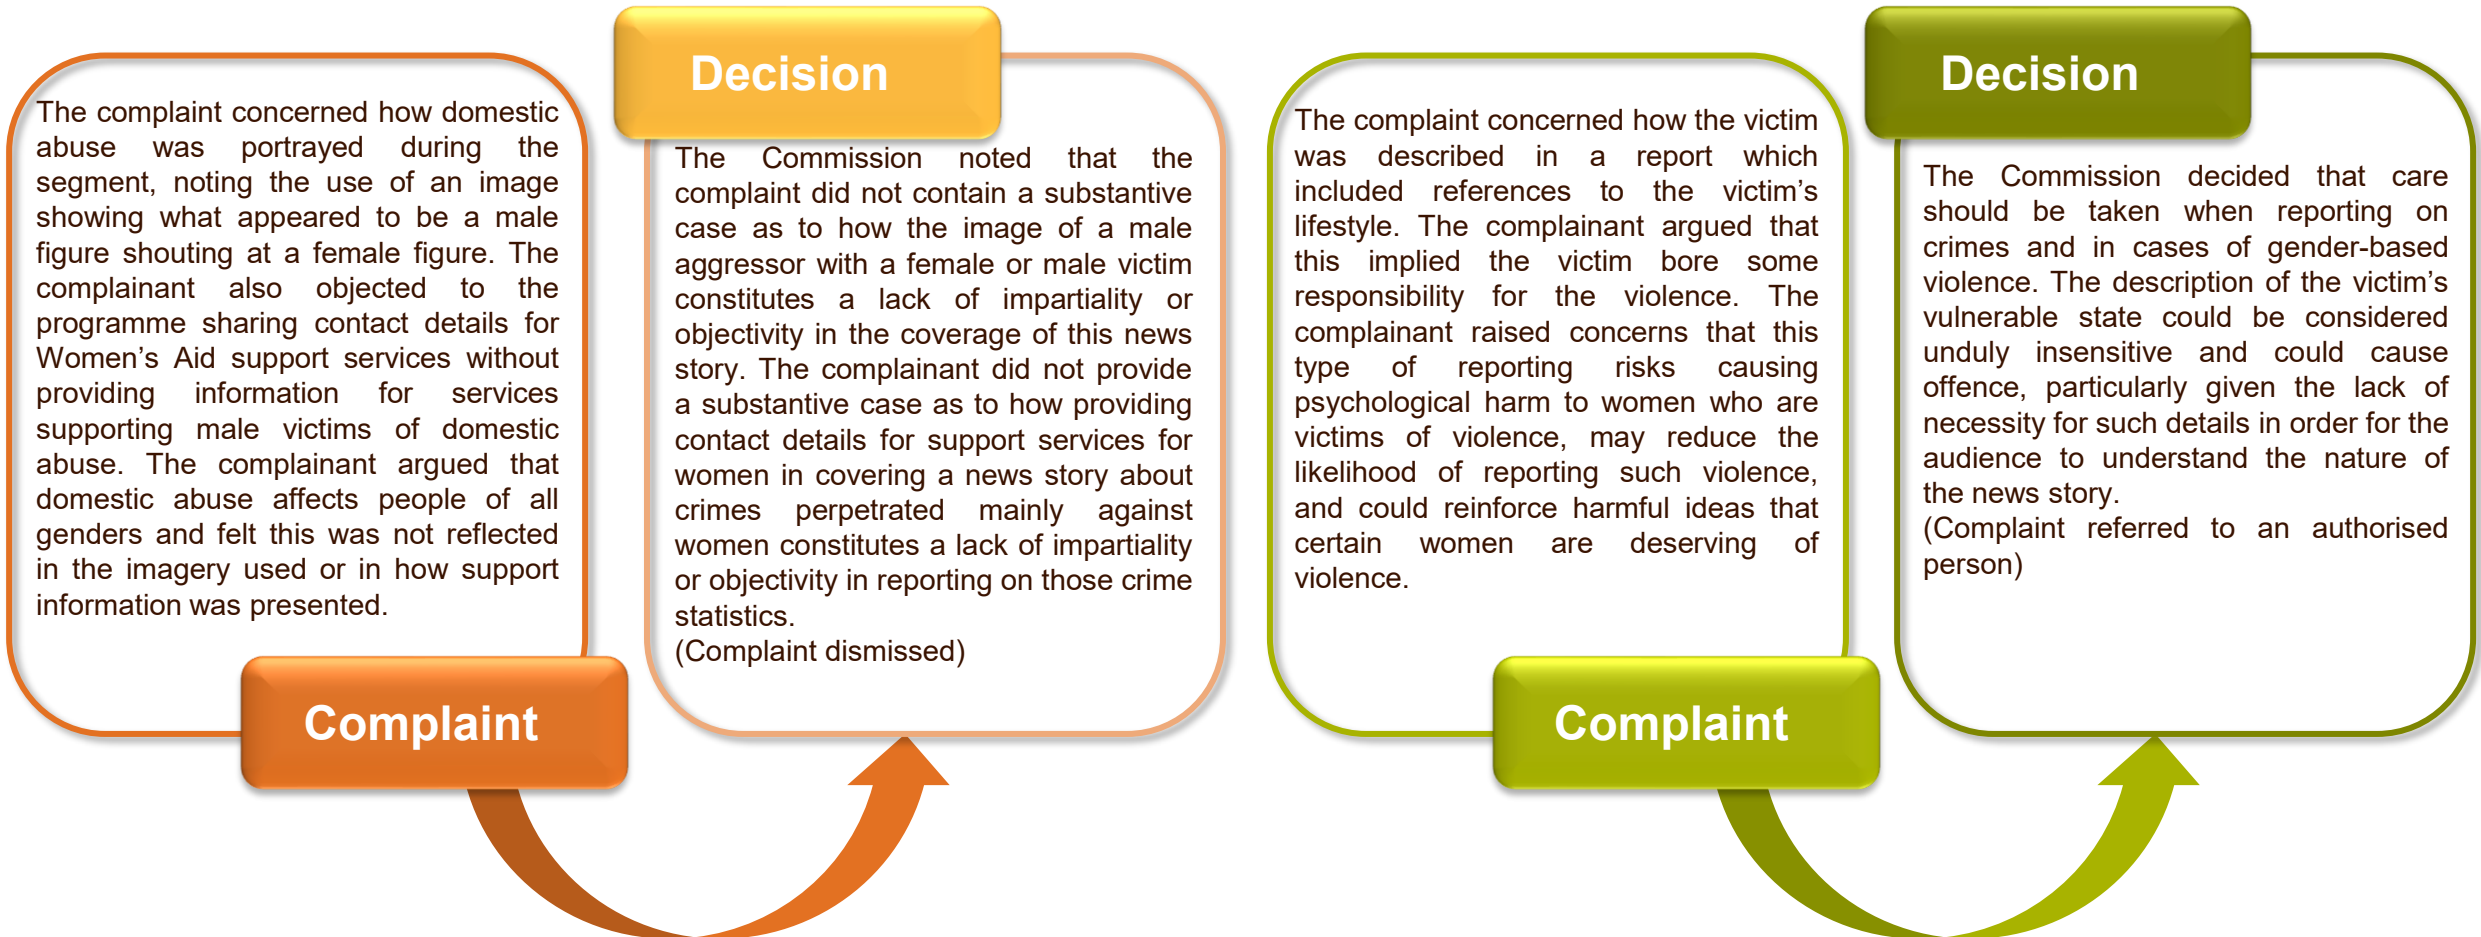 The complaint concerned how domestic
abuse was portrayed during the
segment, noting the use of an image
showing what appeared to be a male
figure shouting at a female figure. The
complainant also objected to the
programme sharing contact details for
Women’s Aid support services without
providing information for services
supporting male victims of domestic
abuse. The complainant argued that
domestic abuse affects people of all
genders and felt this was not reflected
in the imagery used or in how support
information was presented.
Complaint
Decision
The Commission noted that the
complaint did not contain a substantive
case as to how the image of a male
aggressor with a female or male victim
constitutes a lack of impartiality or
objectivity in the coverage of this news
story. The complainant did not provide
a substantive case as to how providing
contact details for support services for
women in covering a news story about
crimes perpetrated mainly against
women constitutes a lack of impartiality
or objectivity in reporting on those crime
statistics.
(Complaint dismissed)
The complaint concerned how the victim
was described in a report which
included references to the victim’s
lifestyle. The complainant argued that
this implied the victim bore some
responsibility for the violence. The
complainant raised concerns that this
type of reporting risks causing
psychological harm to women who are
victims of violence, may reduce the
likelihood of reporting such violence,
and could reinforce harmful ideas that
certain women are deserving of
violence.
Complaint
Decision
The Commission decided that care
should be taken when reporting on
crimes and in cases of gender-based
violence. The description of the victim’s
vulnerable state could be considered
unduly insensitive and could cause
offence, particularly given the lack of
necessity for such details in order for the
audience to understand the nature of
the news story.
(Complaint referred to an authorised
person)